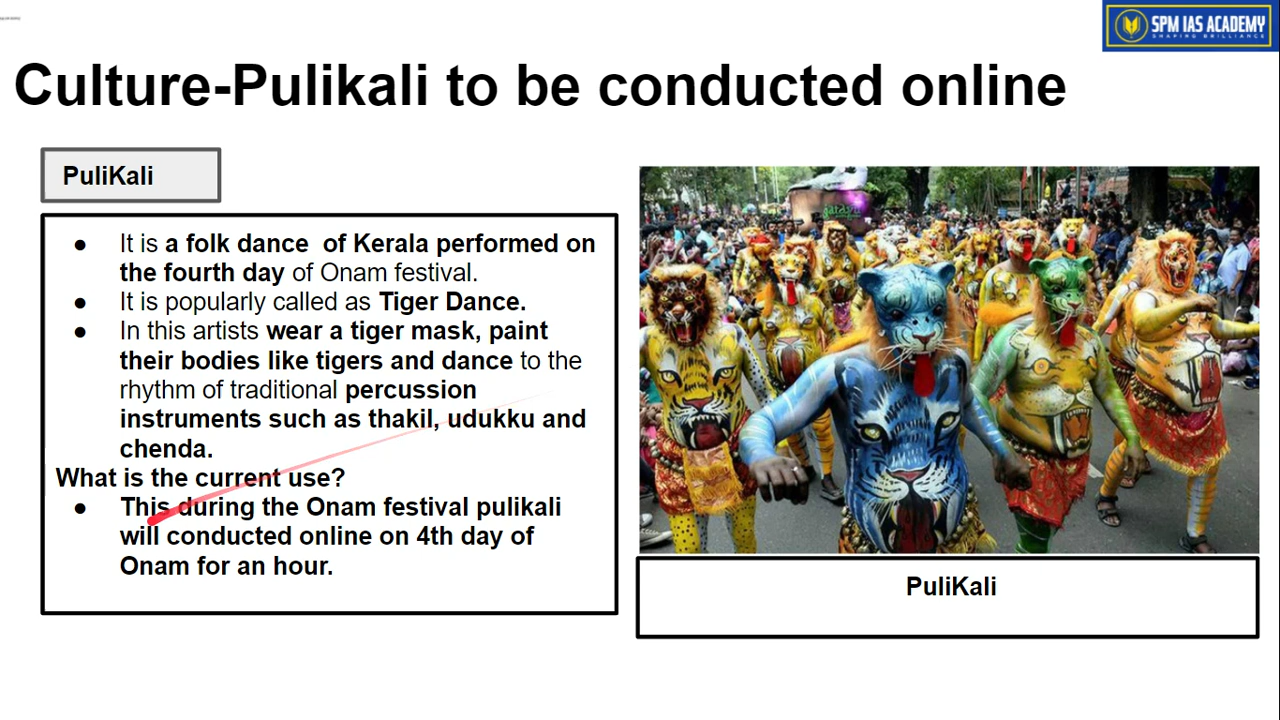 SPM IAS ACADEMY
SHAPING BRILLIANCE
Culture-Pulikali to be conducted online
PuliKali
● It is a folk dance of Kerala performed on
the fourth day of Onam festival.
● It is popularly called as Tiger Dance.
● In this artists wear a tiger mask, paint
their bodies like tigers and dance to the
rhythm of traditional percussion
instruments such as thakil, udukku and
chenda.
What is the current use?
● This during the Onam festival pulikali
will conducted online on 4th day of
Onam for an hour.
PuliKali